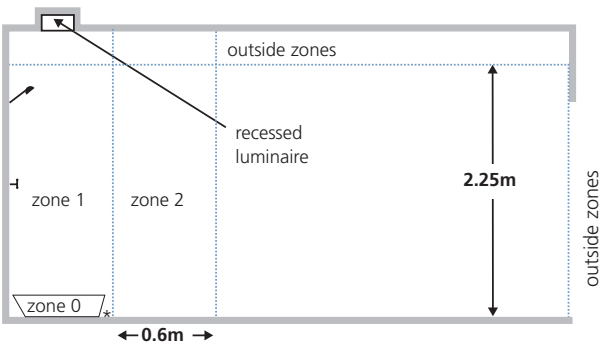 outside zones
recessed
luminaire
2.25m
zone 1
zone 2
outside zones
zone 0
*
0.6m